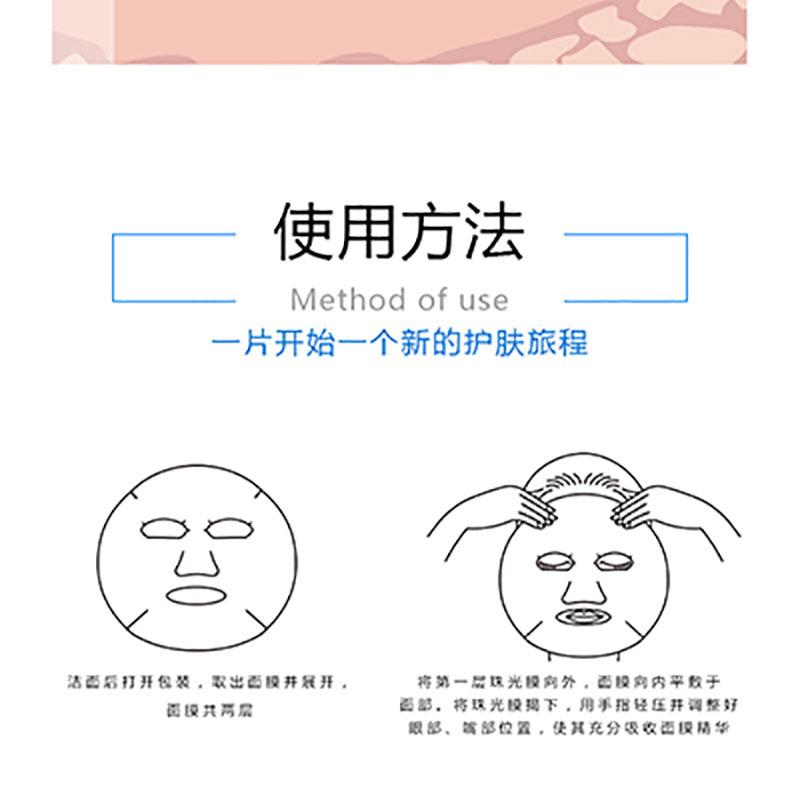 使用方法
Method of use
一片开始一个新的护肤旅程
洁面后打开包装，取出面膜并展开，
面膜共两层
将第一层珠光膜向外，面膜向内平敷于
面部。将珠光膜揭下，用手指轻压并调整好
眼部、端部位置，使其充分吸收面膜精华